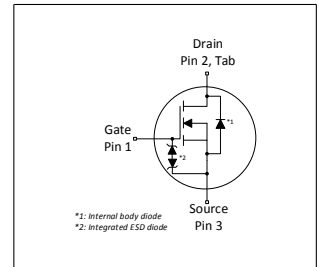 Drain
Pin 2, Tab
*1
Gate
Pin 1
*2
Source
Pin 3
*1: Internal body diode
*2: Integrated ESD diode